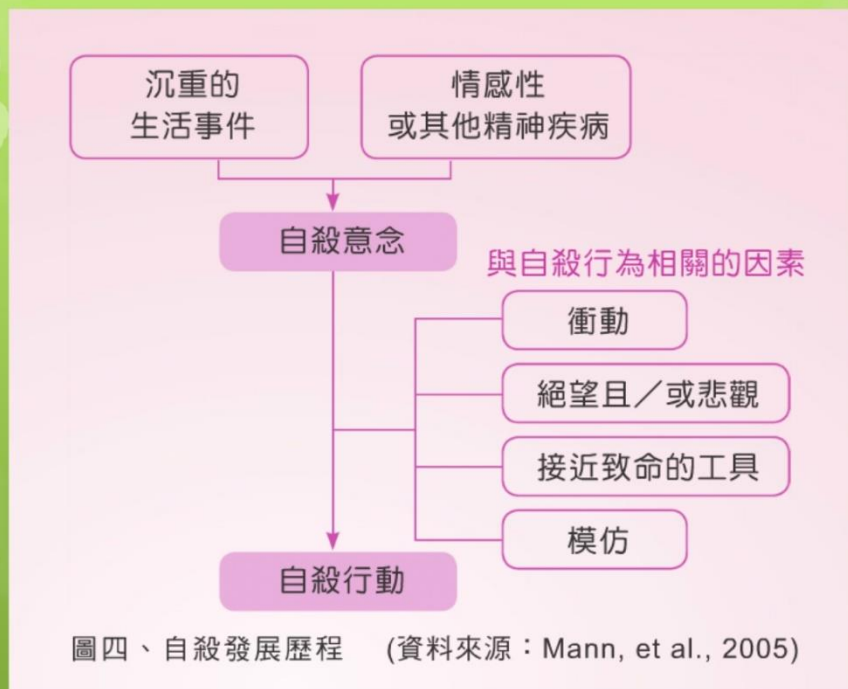 沉重的
生活事件
情感性
或其他精神疾病
自殺意念
與自殺行為相關的因素
衝動
絕望且／或悲觀
接近致命的工具
模仿
自殺行動
圖四、自殺發展歷程 (資料來源：Mann, et al., 2005)